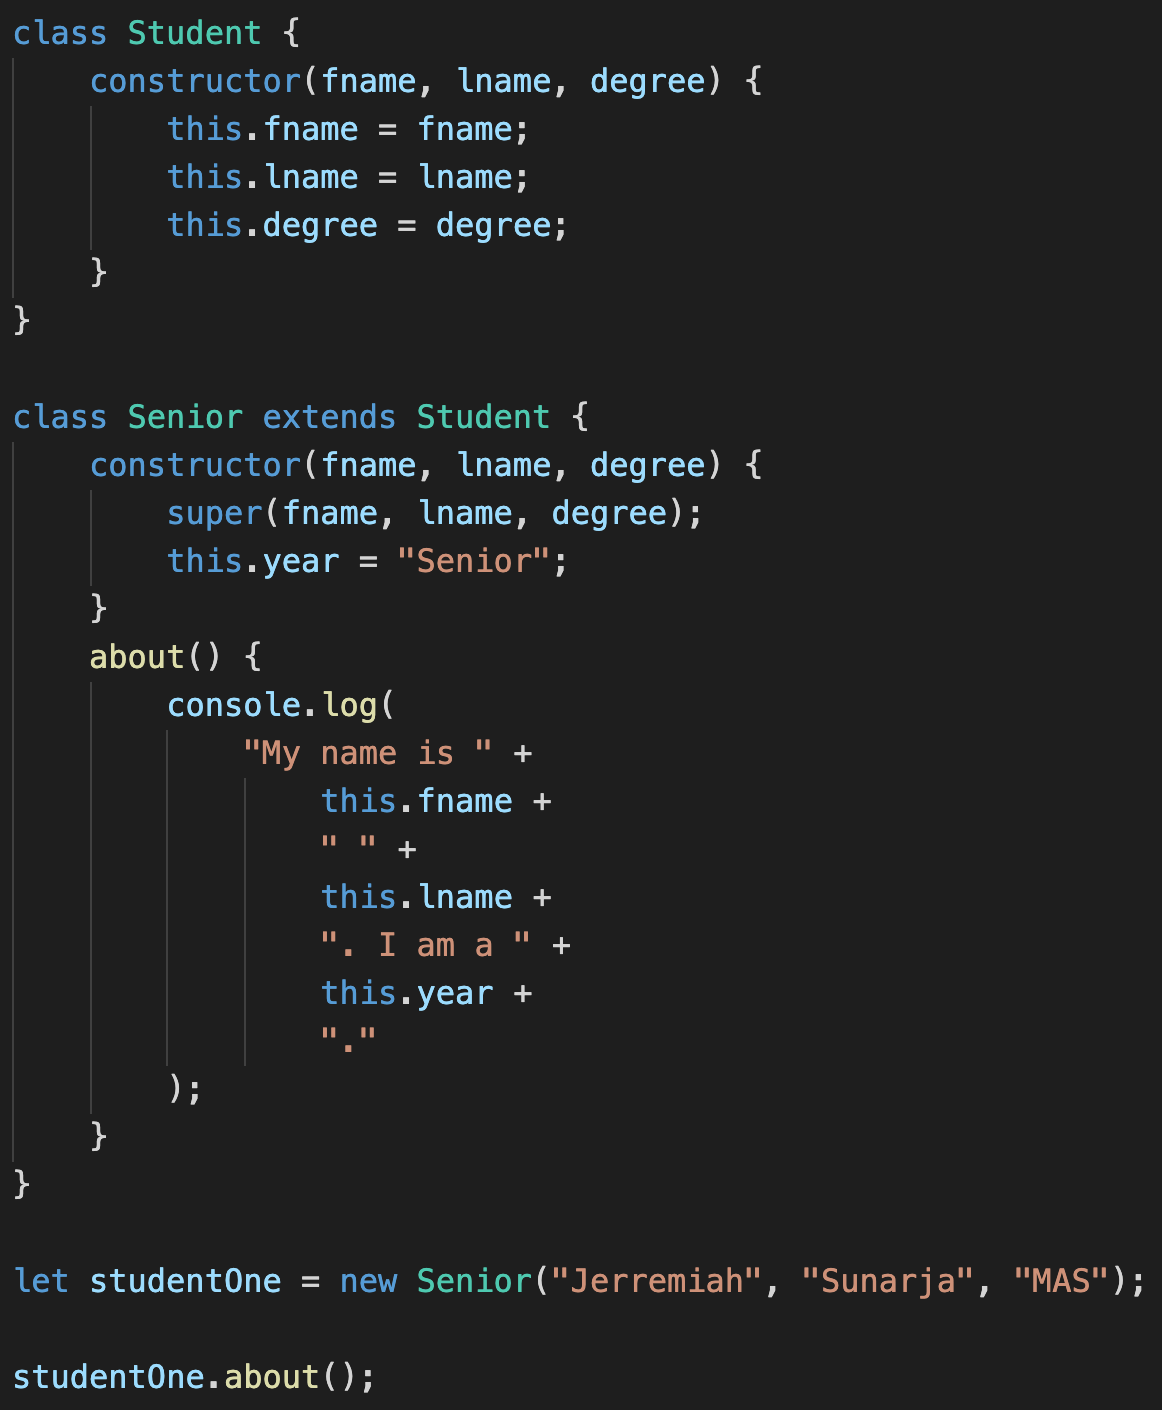 class Student {
    constructor(fname, lname, degree) {
        this.fname = fname;
        this.lname = lname;
        this.degree = degree;
    }
}

class Senior extends Student {
    constructor(fname, lname, degree) {
        super(fname, lname, degree);
        this.year = "Senior";
    }
    about() {
        console.log(
            "My name is " +
                this.fname +
                " " +
                this.lname +
                ". I am a " +
                this.year +
                "."
        );
    }
}

let studentOne = new Senior("Jerremiah", "Sunarja", "MAS");

studentOne.about();